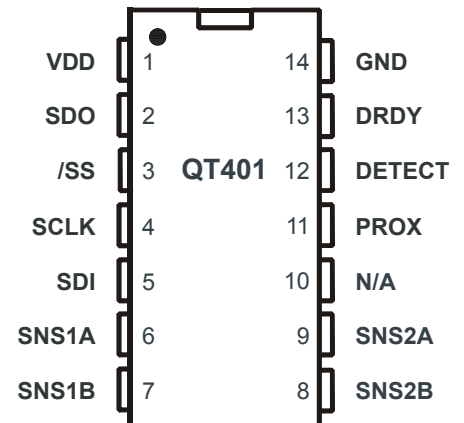 VDD 1 14 GND
SDO 2 13 DRDY
/SS 3 QT401 12 DETECT
SCLK 4 11 PROX
SDI 5 10 N/A
SNS1A 6 9 SNS2A
SNS1B 7 8 SNS2B